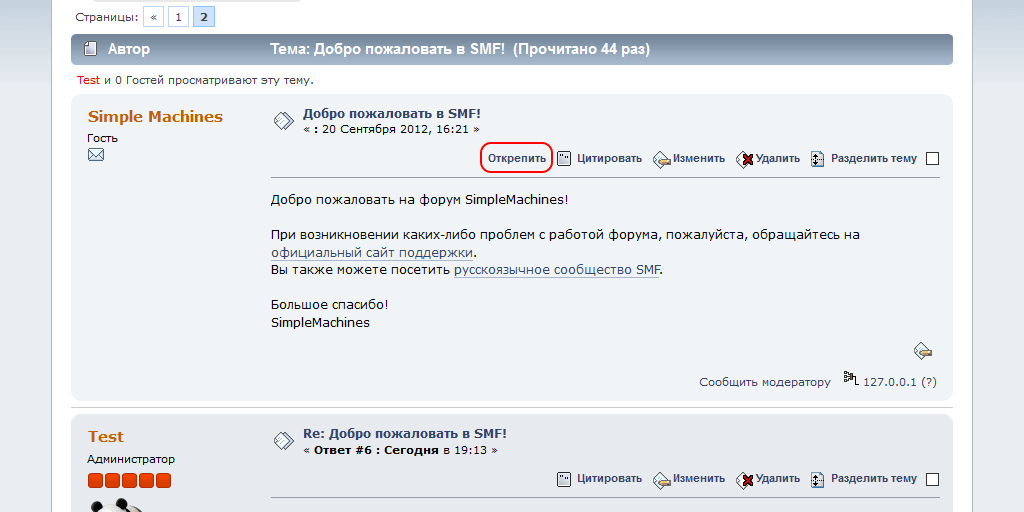 Страницы: « 1 2
Автор Тема: Добро пожаловать в SMF! (Прочитано 44 раз)
Test и 0 Гостей просматривают эту тему.
Simple Machines
Гость
Добро пожаловать в SMF!
« : 20 Сентября 2012, 16:21 »
Открепить Цитировать Изменить Удалить Разделить тему
Добро пожаловать на форум SimpleMachines!
При возникновении каких-либо проблем с работой форума, пожалуйста, обращайтесь на
официальный сайт поддержки.
Вы также можете посетить русскоязычное сообщество SMF.
Большое спасибо!
SimpleMachines
Сообщить модератору 127.0.0.1 (?)
Test
Администратор
Re: Добро пожаловать в SMF!
« Ответ #6 : Сегодня в 19:13 »
Цитировать Изменить Удалить Разделить тему